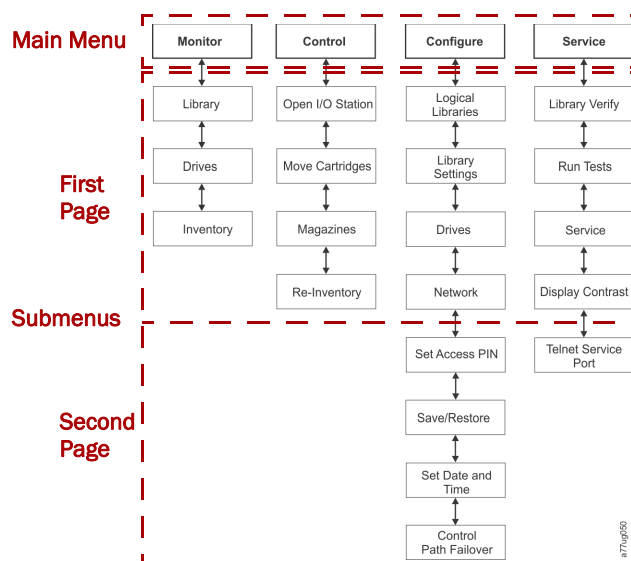 Main Menu
Monitor
Control
Configure
Service
Library
Open I/O Station
Logical
Libraries
Library Verify
Drives
Move Cartridges
Library
Settings
Run Tests
First
Page
Inventory
Magazines
Drives
Service
Re-Inventory
Network
Display Contrast
Submenus
Set Access PIN
Telnet Service
Port
Second
Page
Save/Restore
Set Date and
Time
Control
Path Failover
a77ug050